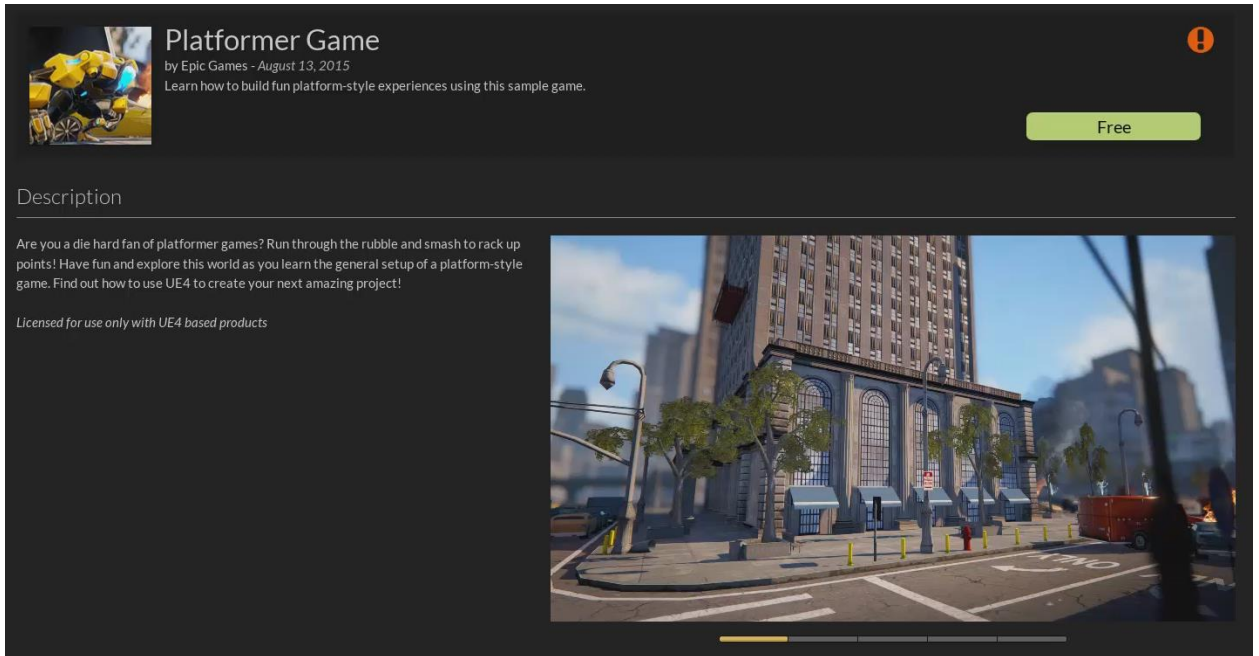 Platformer Game
by Epic Games - August 13, 2015
Learn how to build fun platform-style experiences using this sample game.
Free
Description
Are you a die hard fan of platformer games? Run through the rubble and smash to rack up
points! Have fun and explore this world as you learn the general setup of a platform-style
game. Find out how to use UE4 to create your next amazing project!
Licensed for use only with UE4 based products
ONLY